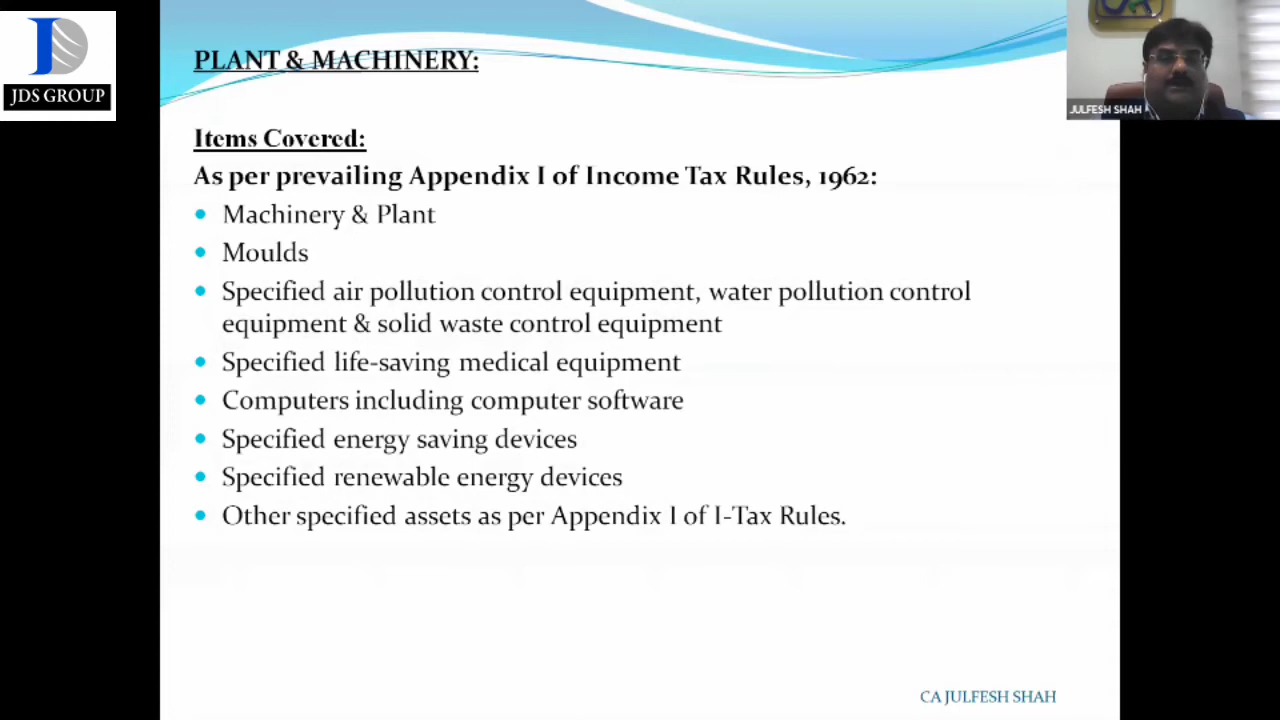 JDS GROUP
PLANT & MACHINERY:
JULFESH SHAH
Items Covered:
As per prevailing Appendix I of Income Tax Rules, 1962:
Machinery & Plant
Moulds
Specified air pollution control equipment, water pollution control
equipment & solid waste control equipment
Specified life-saving medical equipment
Computers including computer software
Specified energy saving devices
Specified renewable energy devices
Other specified assets as per Appendix I of I-Tax Rules.
CA JULFESH SHAH